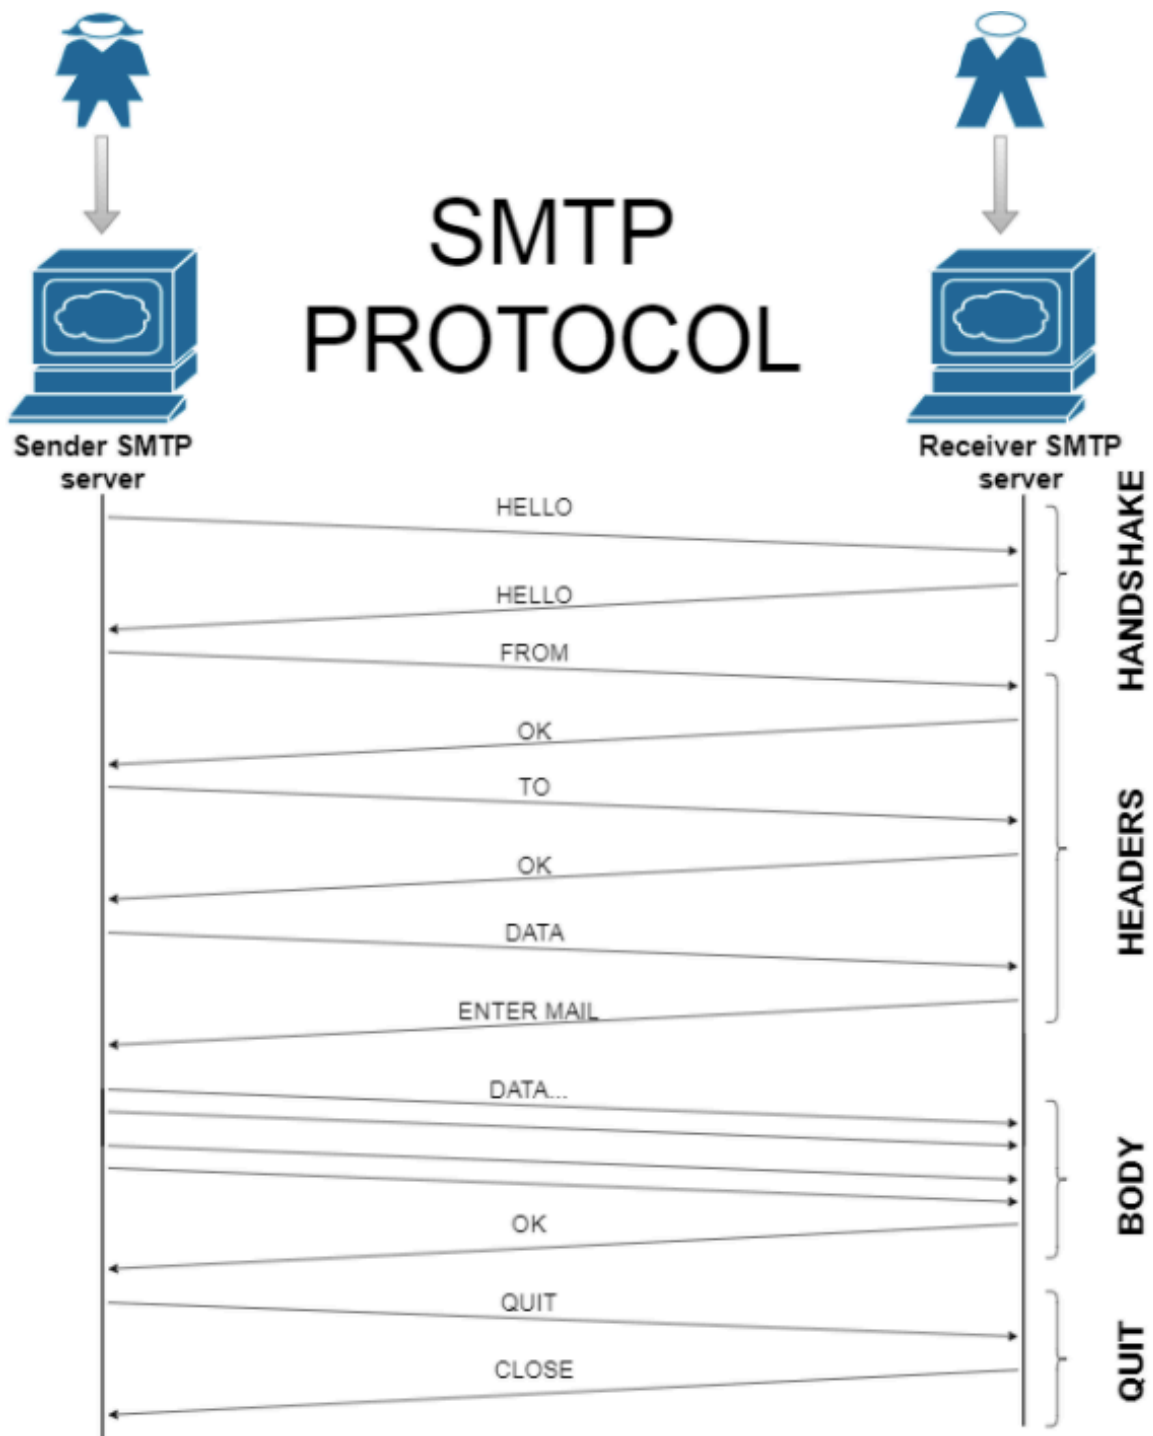 SMTP
PROTOCOL
Sender SMTP
server
Receiver SMTP
server
HELLO
HELLO
HANDSHAKE
FROM
OK
TO
OK
DATA
ENTER MAIL
HEADERS
DATA...
OK
BODY
QUIT
CLOSE
QUIT